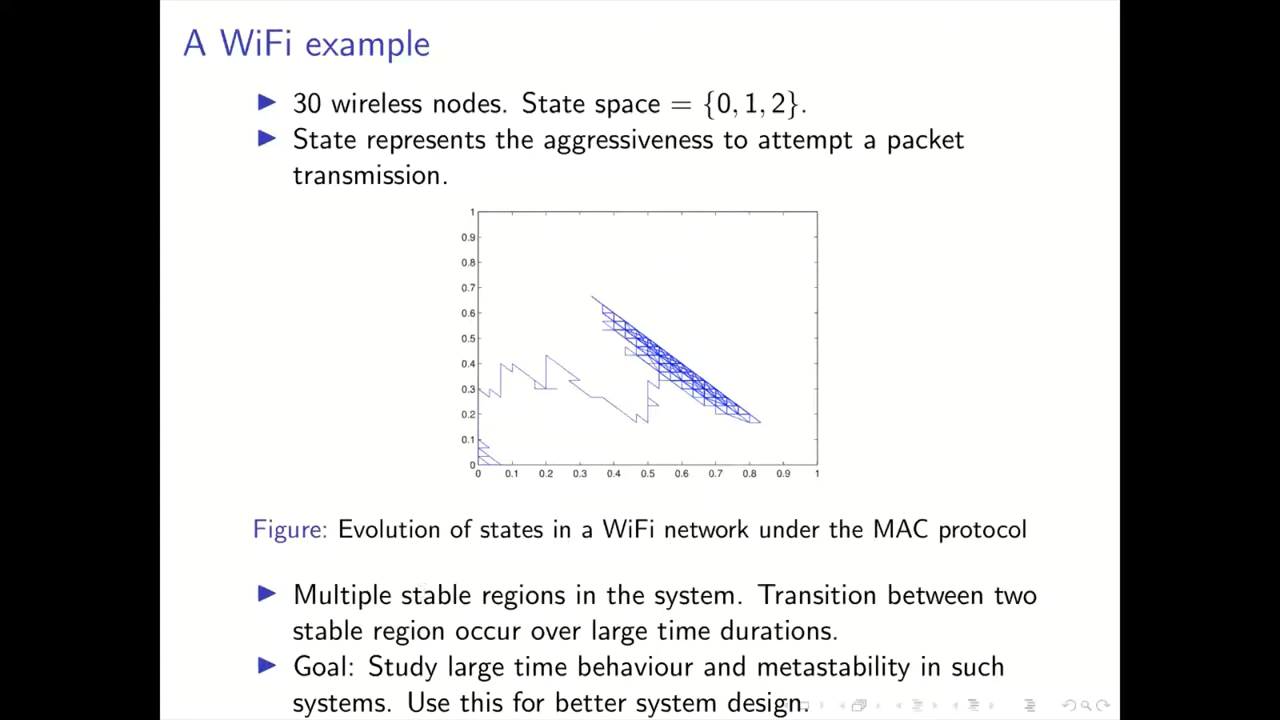 A WiFi example
▶ 30 wireless nodes. State space = {0, 1, 2}.
▶ State represents the aggressiveness to attempt a packet
transmission.
1
0.9
0.8
0.7
0.6
0.5
0.4
0.3
0.2
0.1
0
0 0.1 0.2 0.3 0.4 0.5 0.6 0.7 0.8 0.9 1
Figure: Evolution of states in a WiFi network under the MAC protocol
▶ Multiple stable regions in the system. Transition between two
stable region occur over large time durations.
▶ Goal: Study large time behaviour and metastability in such
systems. Use this for better system design.